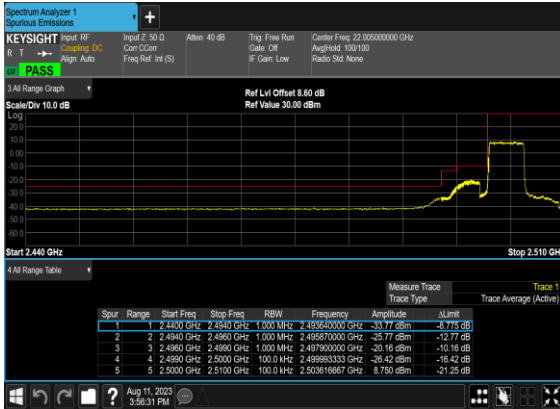 Spectrum Analyzer 1
Spurious Emissions
+
KEYSIGHT Input: RF Input Z: 50 Ω Atten: 40 dB Trig: Free Run Center Freq: 22.005000000 GHz
R T Coupling: DC Corr CCorr Gate: Off Avg|Hold: 100/100
Align: Auto Freq Ref: Int (S) IF Gain: Low Radio Std: None
PASS
3 All Range Graph
Ref Lvl Offset 8.60 dB
Scale/Div 10.0 dB Ref Value 30.00 dBm
Log
20.0
10.0
0.00
-10.0
-20.0
-30.0
-40.0
-50.0
-60.0
Start 2.440 GHz Stop 2.510 GH
4 All Range Table
Measure Trace Trace 1
Trace Type Trace Average (Active)
Spur Range Start Freq Stop Freq RBW Frequency Amplitude ΔLimit
1 1 2.4400 GHz 2.4940 GHz 1.000 MHz 2.493640000 GHz -33.77 dBm -8.775 dB
2 2 2.4940 GHz 2.4960 GHz 1.000 MHz 2.495870000 GHz -25.77 dBm -12.77 dB
3 3 2.4960 GHz 2.4990 GHz 1.000 MHz 2.497900000 GHz -20.16 dBm -10.16 dB
4 4 2.4990 GHz 2.5000 GHz 100.0 kHz 2.499993333 GHz -26.42 dBm -16.42 dB
5 5 2.5000 GHz 2.5100 GHz 100.0 kHz 2.503616667 GHz 8.750 dBm -21.25 dB
? Aug 11, 2023
3:56:31 PM